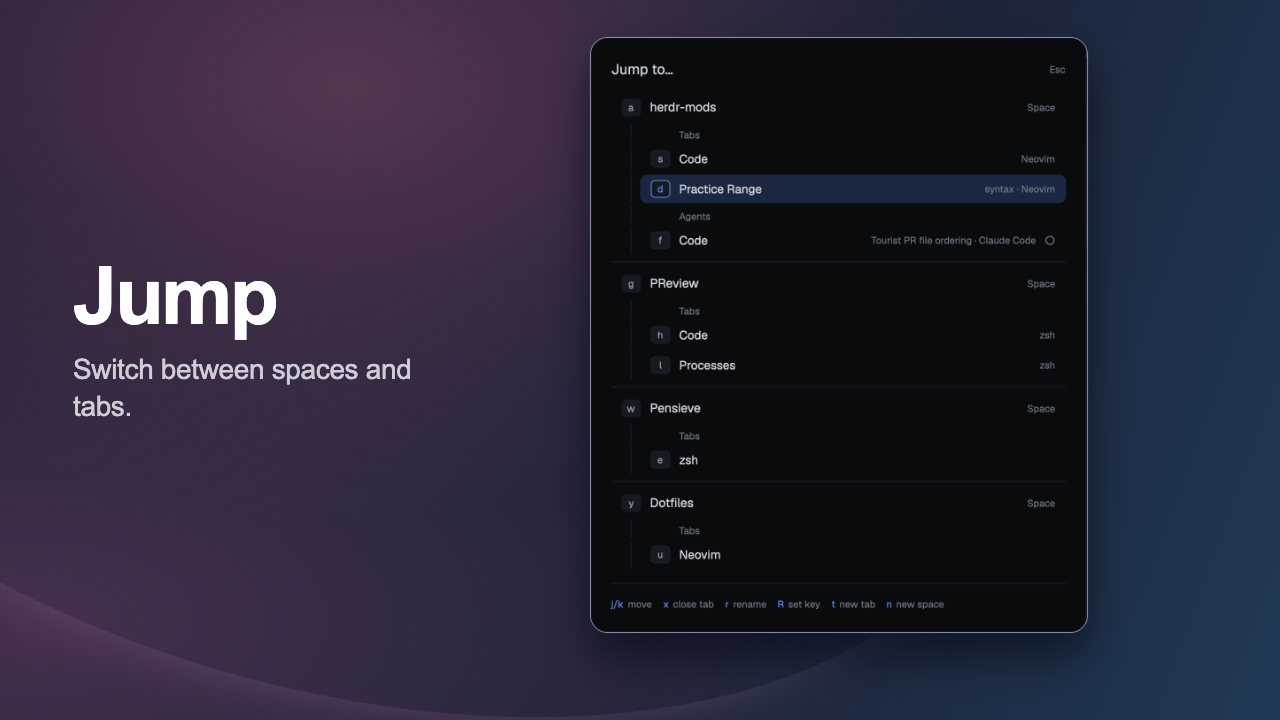 Jump
Switch between spaces and
tabs.
Jump to... Esc
a herdr-mods Space
Tabs
s Code Neovim
d Practice Range syntax · Neovim
Agents
f Code Tourist PR file ordering · Claude Code
g PReview Space
Tabs
h Code zsh
l Processes zsh
w Pensieve Space
Tabs
e zsh
y Dotfiles Space
Tabs
u Neovim
j/k move x close tab r rename R set key t new tab n new space